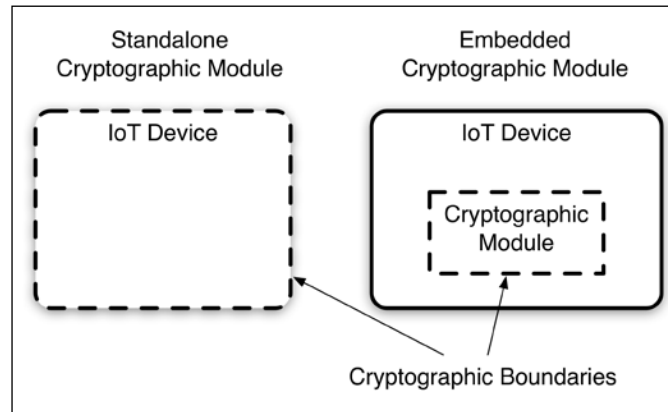 Standalone
Cryptographic Module
Embedded
Cryptographic Module
IoT Device
IoT Device
Cryptographic
Module
Cryptographic Boundaries